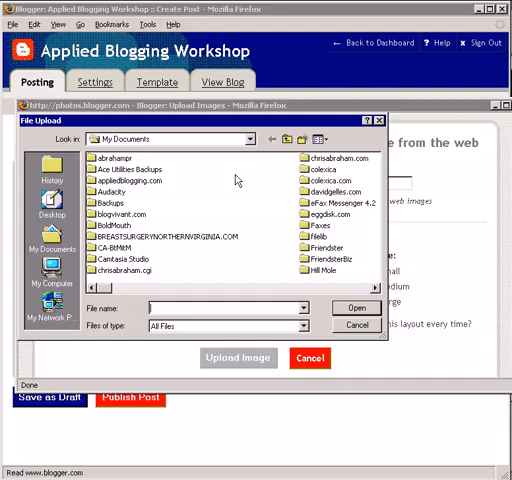 Blogger: Applied Blogging Workshop :: Create Post - Mozilla Firefox
File Edit View Go Bookmarks Tools Help
Applied Blogging Workshop
← Back to Dashboard ? Help × Sign Out
Posting Settings Template View Blog
http://photos.blogger.com - Blogger: Upload Images - Mozilla Firefox
File Upload
Look in: My Documents
e from the web
History
Desktop
My Documents
My Computer
My Network P...
abrahampr
Ace Utilities Backups
appliedblogging.com
Audacity
Backups
blogvivant.com
BoldMouth
BREASTSURGERYNORTHERNVIRGINIA.COM
CA-BtMtM
Camtasia Studio
chrisabraham.cgi
chrisabraham.com
colexica
colexica.com
davidgelles.com
eFax Messenger 4.2
eggdisk.com
Faxes
filelib
Friendster
FriendsterBiz
Hill Mole
web images
e:
all
dium
rge
his layout every time?
File name: Open
Files of type: All Files Cancel
Upload Image Cancel
Done
Save as Draft Publish Post
Read www.blogger.com